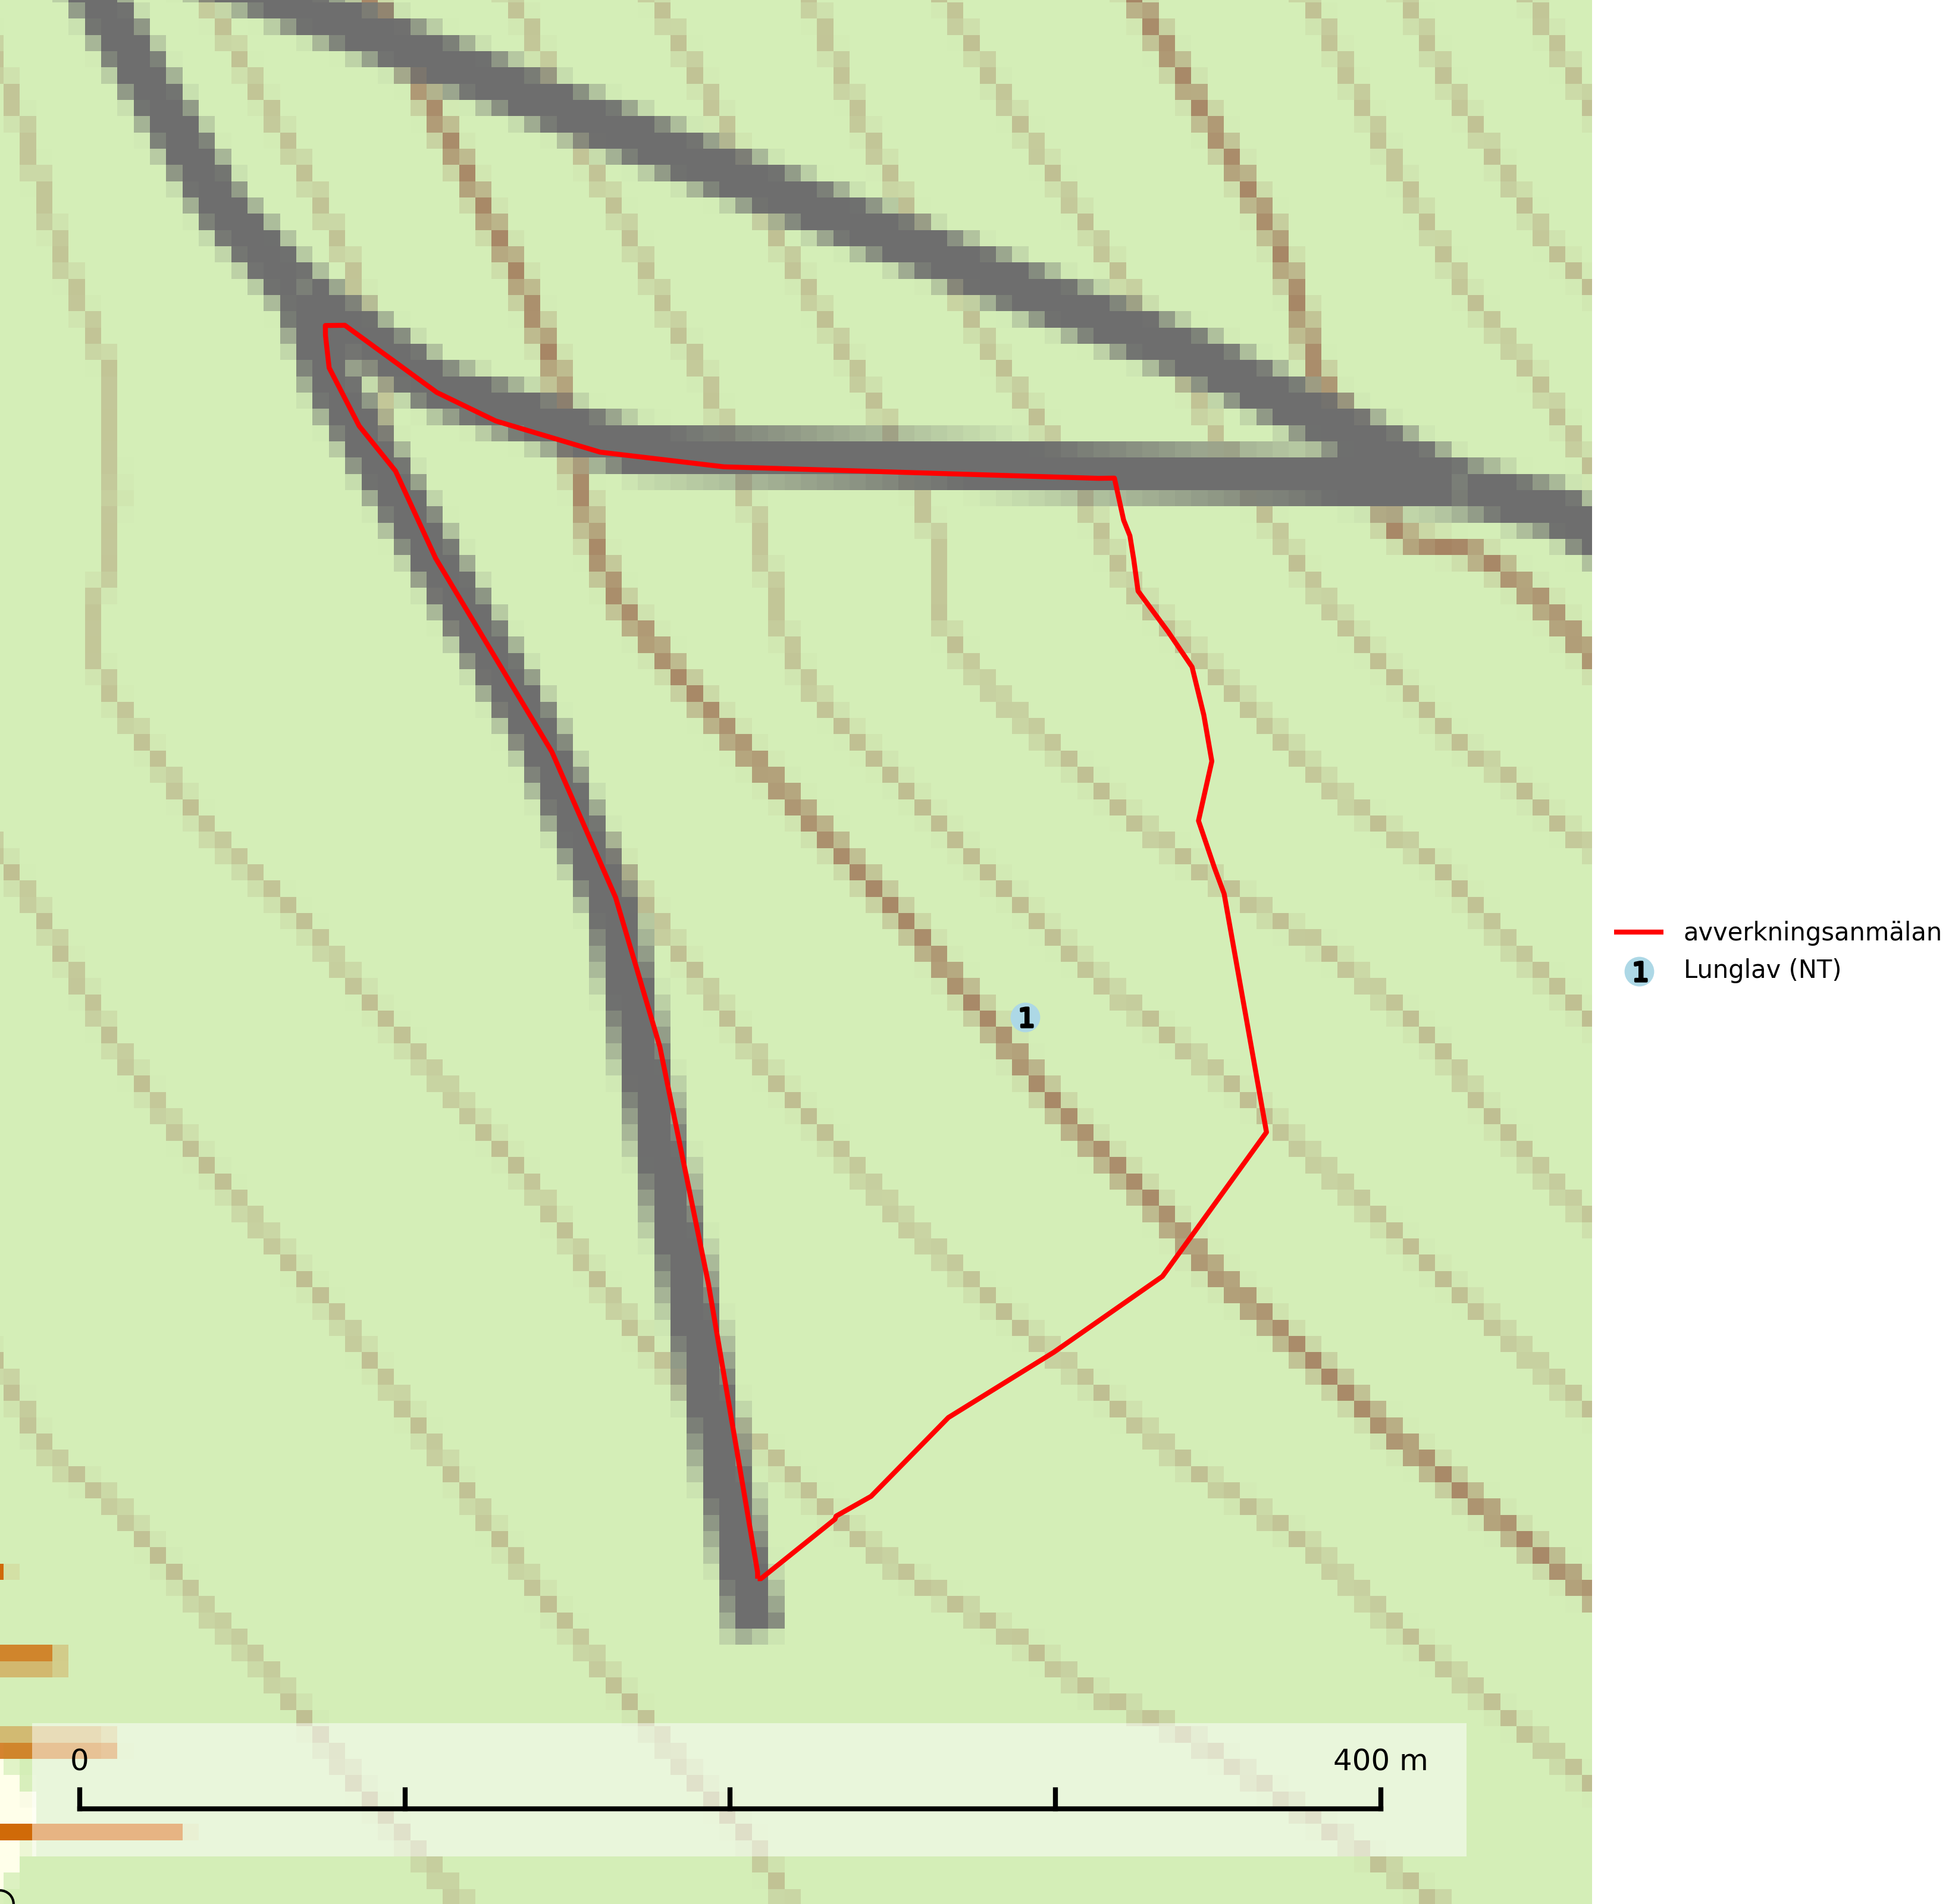 avverkningsanmälan
1 Lunglav (NT)
1
0 400 m